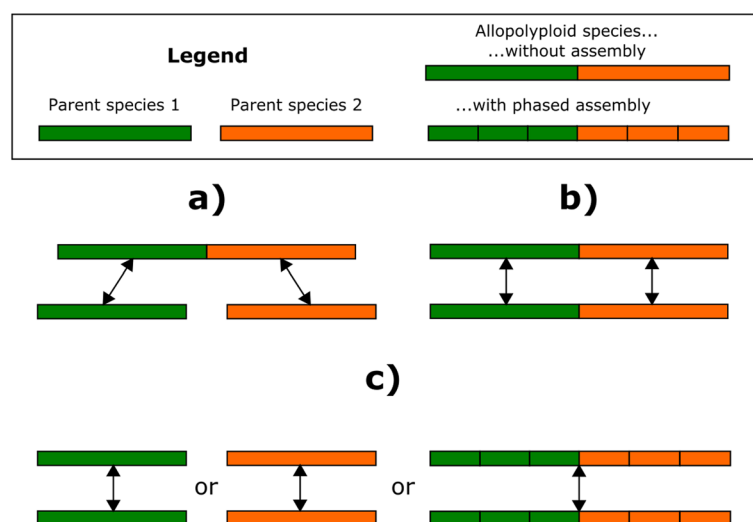 Legend
Allopolyploid species...
...without assembly
Parent species 1
Parent species 2
...with phased assembly
a)
b)
c)
or
or